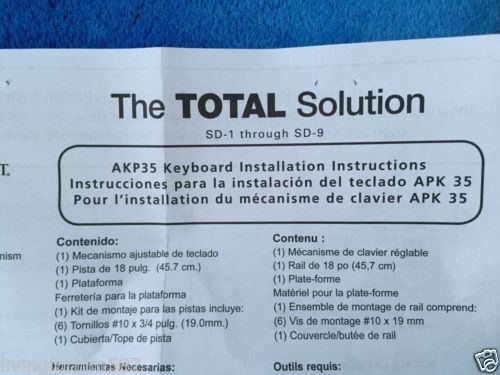 The TOTAL Solution
SD-1 through SD-9
AKP35 Keyboard Installation Instructions
Instrucciones para la instalación del teclado APK 35
Pour l'installation du mécanisme de clavier APK 35
T.
nism
Contenido:
(1) Mecanismo ajustable de teclado
(1) Pista de 18 pulg. (45.7 cm.)
(1) Plataforma
Ferretería para la plataforma
(1) Kit de montaje para las pistas incluye:
(6) Tornillos #10 x 3/4 pulg. (19.0mm.)
(1) Cubierta/Tope de pista
Herramientas Necesarias:
Contenu :
(1) Mécanisme de clavier réglable
(1) Rail de 18 po (45,7 cm)
(1) Plate-forme
Matériel pour la plate-forme
(1) Ensemble de montage de rail comprend:
(6) Vis de montage #10 x 19 mm
(1) Couvercle/butée de rail
Outils requis: